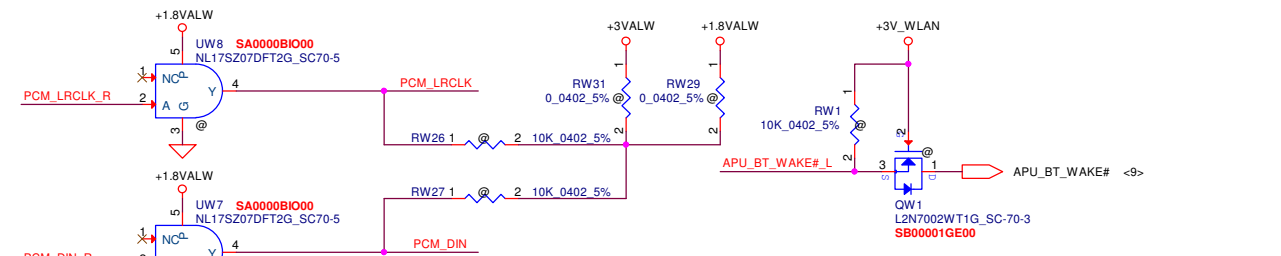 +1.8VALW
+3VALW
+1.8VALW
+3V_WLAN
5
UW8 SA0000BIO00
NL17SZ07DFT2G_SC70-5
1
NC
P
PCM_LRCLK_R
2
A
G
Y
4
PCM_LRCLK
3
@
1
RW31
0_0402_5%
@
2
1
RW29
0_0402_5%
@
2
1
RW1
10K_0402_5%
@
2
RW26 1 @ 2 10K_0402_5%
2
G
@
APU_BT_WAKE#_L
3
S
1
D
APU_BT_WAKE# <9>
QW1
L2N7002WT1G_SC-70-3
SB00001GE00
+1.8VALW
RW27 1 @ 2 10K_0402_5%
5
UW7 SA0000BIO00
NL17SZ07DFT2G_SC70-5
1
NC
P
Y
4
PCM_DIN
PCM_DIN_R